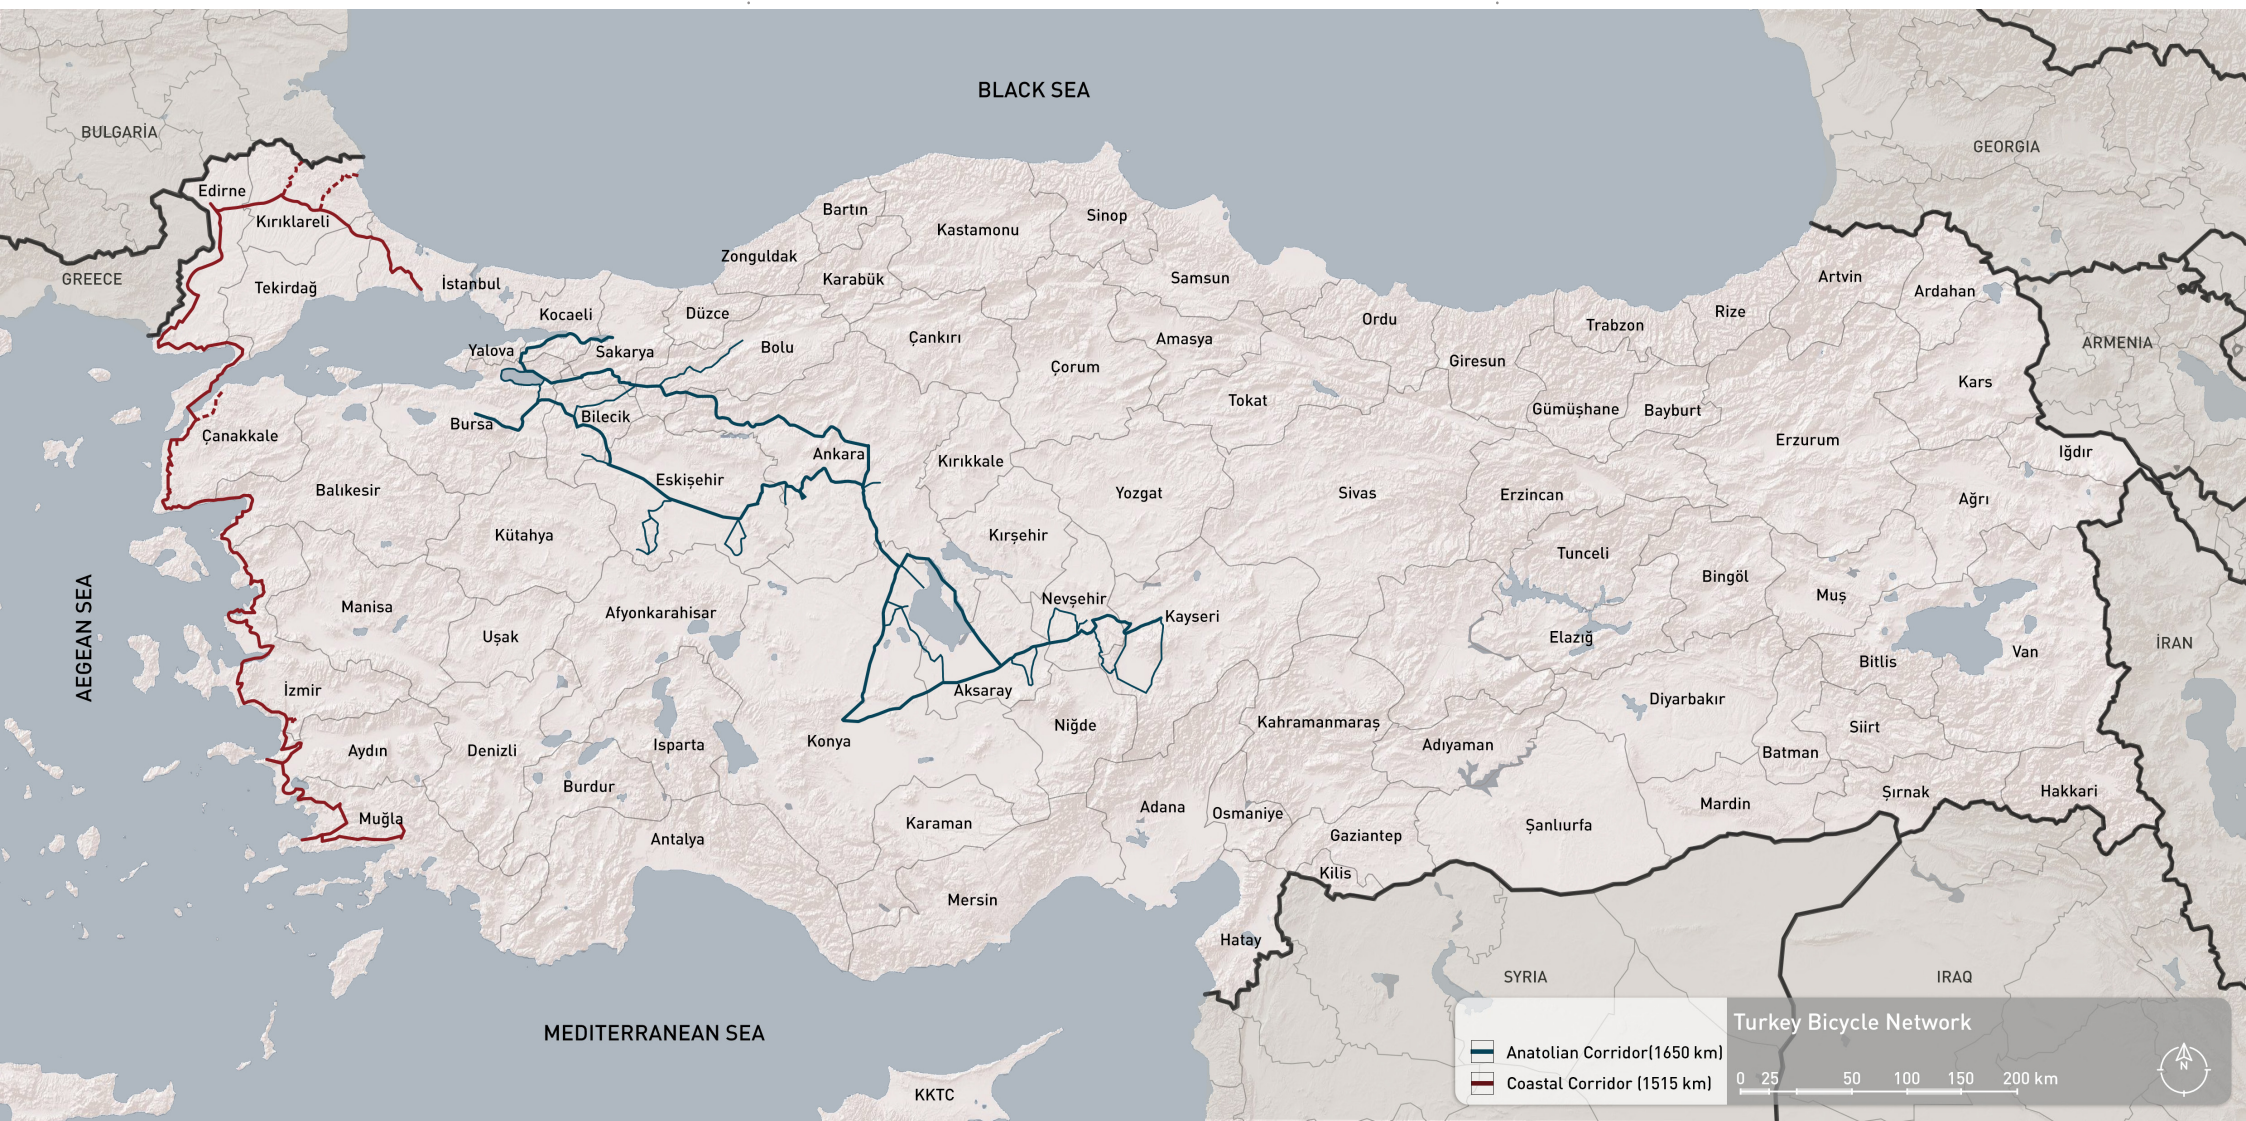 BLACK SEA
BULGARİA
GEORGIA
Edirne
Kırıklareli
Bartın
Sinop
Kastamonu
Zonguldak
GREECE
Tekirdağ
İstanbul
Karabük
Samsun
Artvin
Ardahan
Kocaeli
Düzce
Ordu
Trabzon
Rize
Yalova
Sakarya
Bolu
Çankırı
Amasya
ARMENIA
Çorum
Giresun
Kars
Tokat
Gümüşhane
Bayburt
Bursa
Bilecik
Çanakkale
Erzurum
Ankara
Kırıkkale
Iğdır
Balıkesir
Eskişehir
Yozgat
Sivas
Erzincan
Ağrı
Kütahya
Kırşehir
Tunceli
AEGEAN SEA
Manisa
Afyonkarahisar
Nevşehir
Kayseri
Bingöl
Muş
Uşak
Elazığ
Bitlis
Van
İRAN
İzmir
Aksaray
Diyarbakır
Aydın
Denizli
Isparta
Konya
Niğde
Kahramanmaraş
Adıyaman
Siirt
Batman
Burdur
Muğla
Antalya
Karaman
Adana
Osmaniye
Gaziantep
Şanlıurfa
Mardin
Şırnak
Hakkari
Kilis
Mersin
Hatay
SYRIA
IRAQ
MEDITERRANEAN SEA
KKTC
Turkey Bicycle Network
Anatolian Corridor(1650 km)
Coastal Corridor (1515 km)
0 25 50 100 150 200 km
N